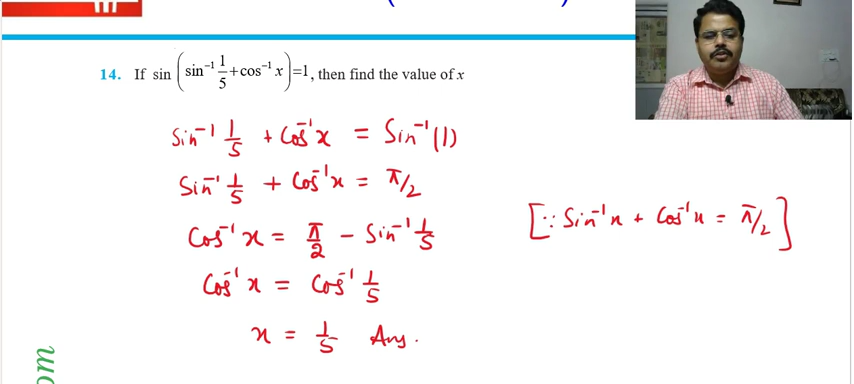 14. If sin(sin⁻¹ 1/5 + cos⁻¹ x)=1, then find the value of x
Sin⁻¹ 1/5 + Cos⁻¹ x = Sin⁻¹(1)
Sin⁻¹ 1/5 + Cos⁻¹ x = π/2
Cos⁻¹ x = π/2 - Sin⁻¹ 1/5
[∵ Sin⁻¹ x + Cos⁻¹ x = π/2]
Cos⁻¹ x = Cos⁻¹ 1/5
x = 1/5 Ans.
om